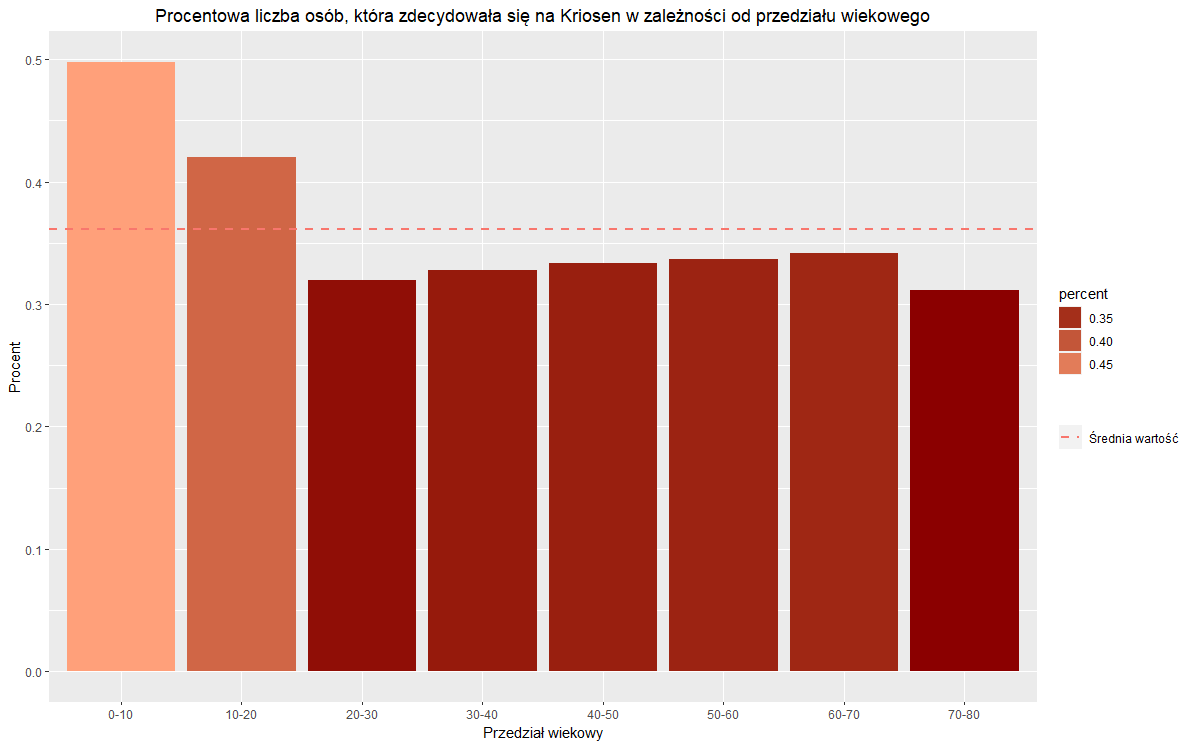 Procentowa liczba osób, która zdecydowała się na Kriosen w zależności od przedziału wiekowego
0.5
0.4
0.3
0.2
0.1
0.0
Procent
0-10 10-20 20-30 30-40 40-50 50-60 60-70 70-80
Przedział wiekowy
percent
0.35
0.40
0.45
Średnia wartość